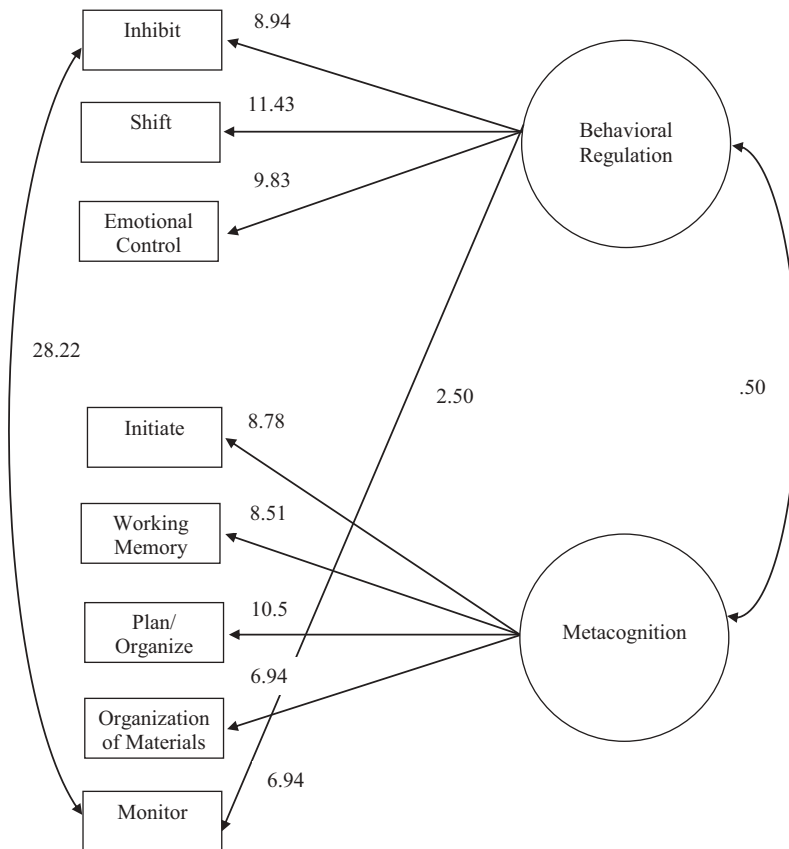 Inhibit
8.94
Shift
11.43
Behavioral
Regulation
Emotional
Control
9.83
28.22
2.50
.50
Initiate
8.78
Working
Memory
8.51
Plan/
Organize
10.5
Metacognition
Organization
of Materials
6.94
Monitor
6.94